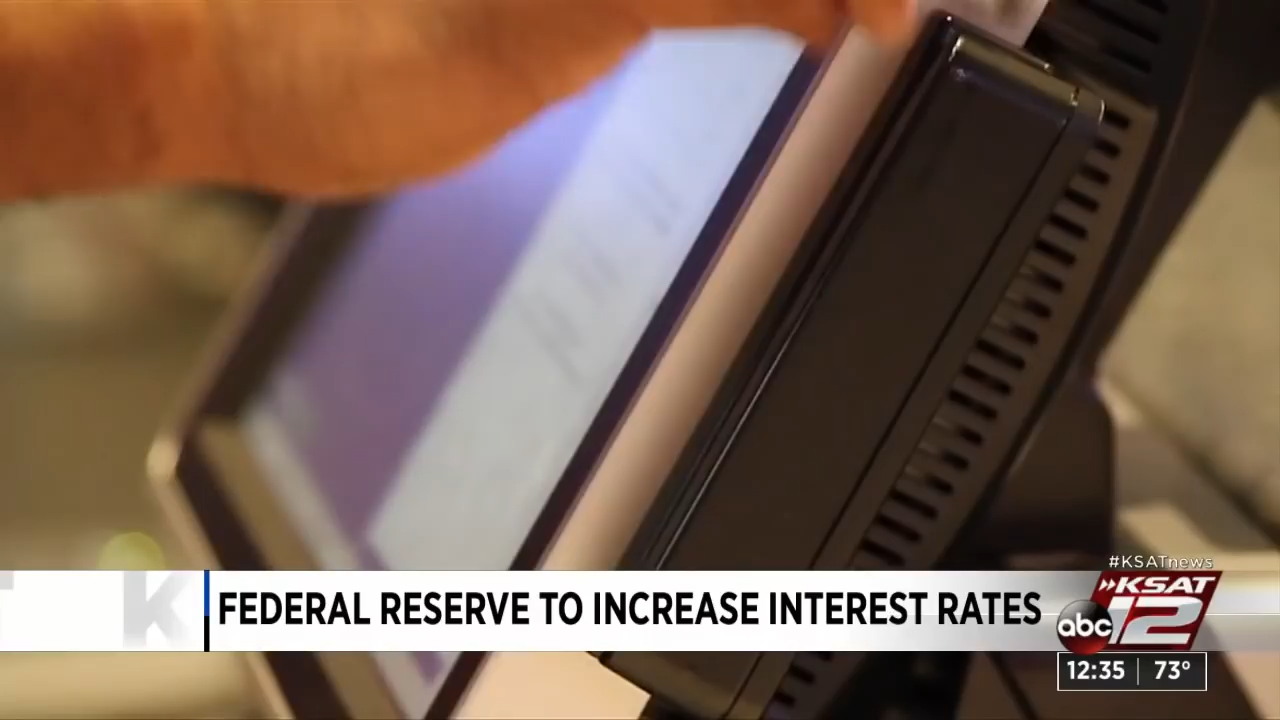 #KSATnews
K
FEDERAL RESERVE TO INCREASE INTEREST RATES
KSAT
abc 12
12:35 73°